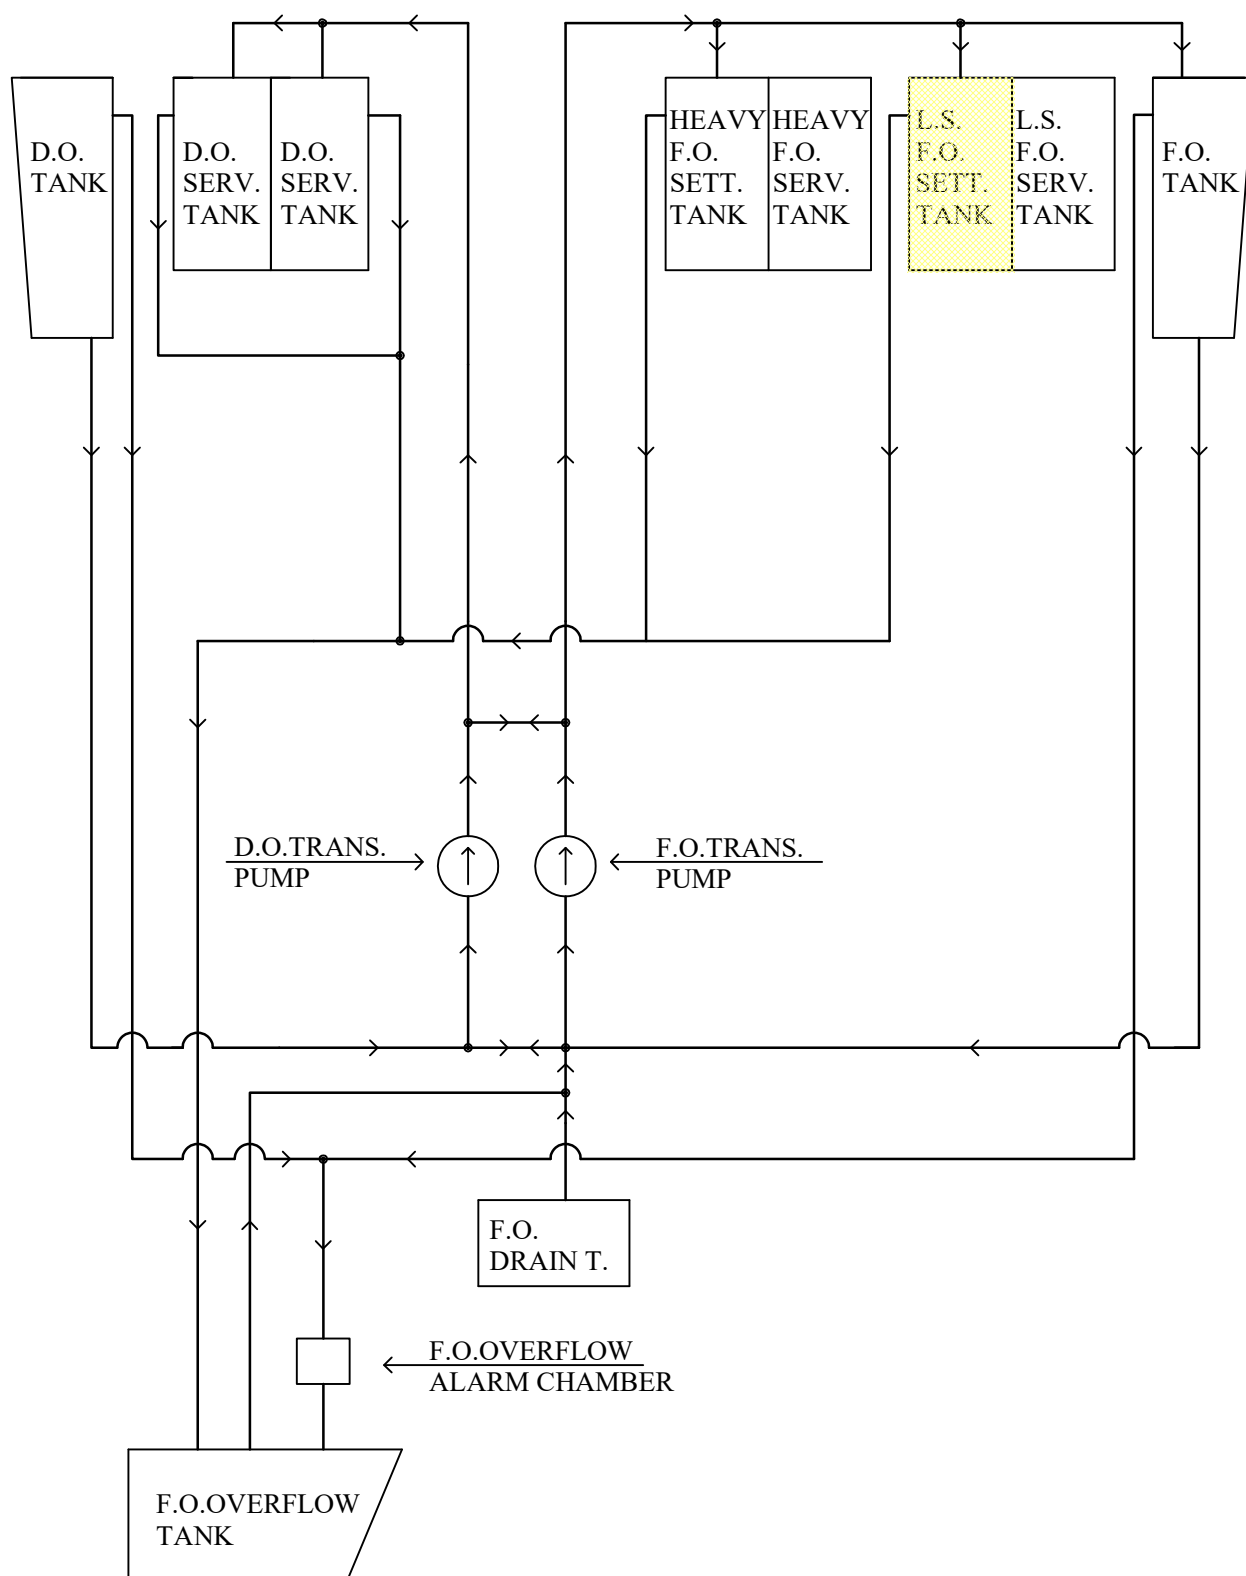 D.O.
TANK
D.O.
SERV.
TANK
D.O.
SERV.
TANK
HEAVY
F.O.
SETT.
TANK
HEAVY
F.O.
SERV.
TANK
L.S.
F.O.
SETT.
TANK
L.S.
F.O.
SERV.
TANK
F.O.
TANK
D.O.TRANS.
PUMP
F.O.TRANS.
PUMP
F.O.
DRAIN T.
F.O.OVERFLOW
ALARM CHAMBER
F.O.OVERFLOW
TANK